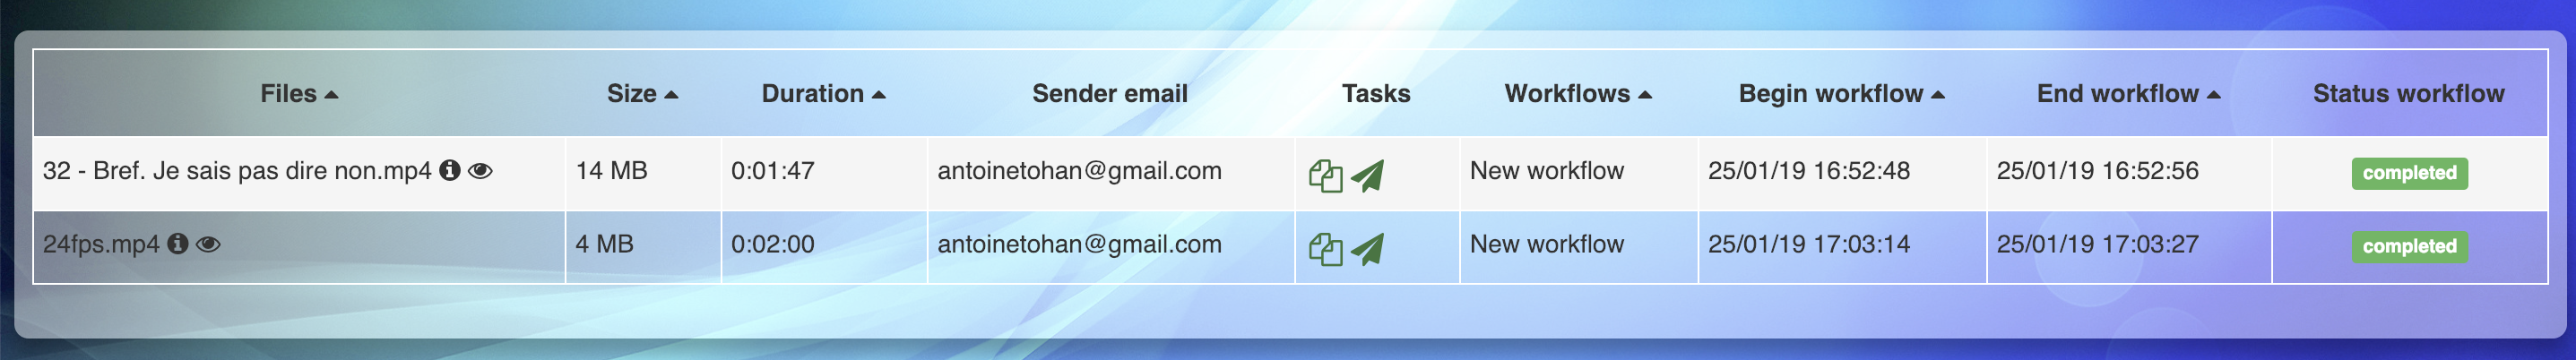 Files Size Duration Sender email Tasks Workflows Begin workflow End workflow Status workflow
32 - Bref. Je sais pas dire non.mp4 14 MB 0:01:47 antoinetohan@gmail.com New workflow 25/01/19 16:52:48 25/01/19 16:52:56 completed
24fps.mp4 4 MB 0:02:00 antoinetohan@gmail.com New workflow 25/01/19 17:03:14 25/01/19 17:03:27 completed